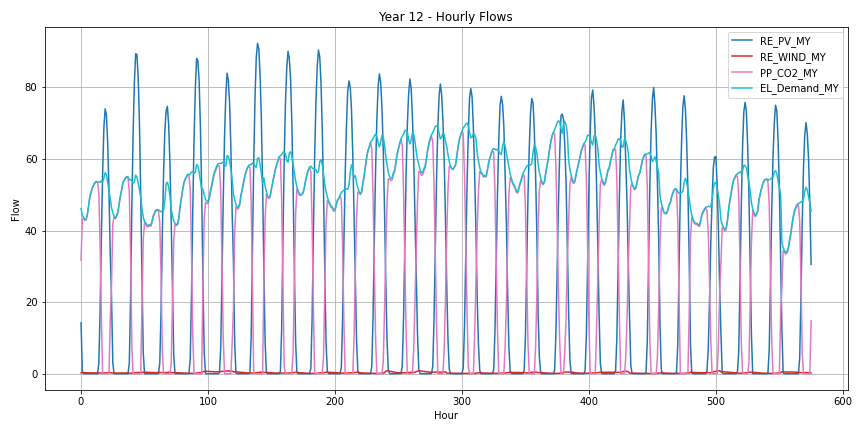 Year 12 - Hourly Flows
RE_PV_MY
RE_WIND_MY
PP_CO2_MY
EL_Demand_MY
Flow
80
60
40
20
0
0 100 200 300 400 500 600
Hour